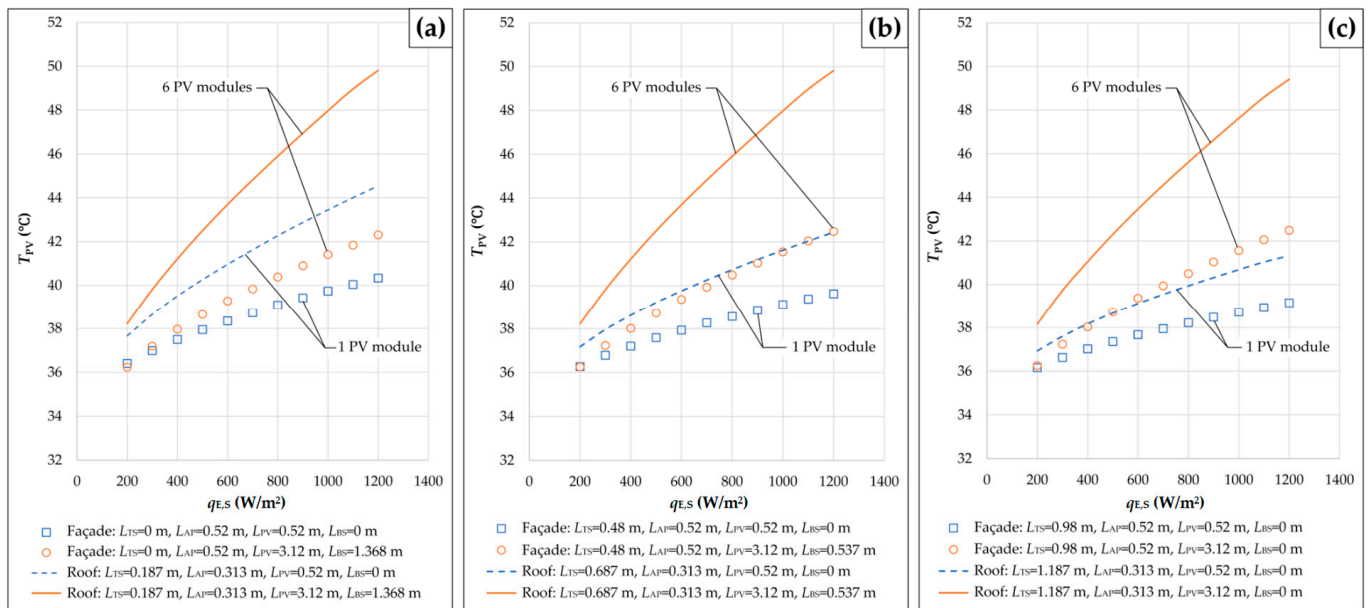 (a)
52
50
48
46
44
42
40
38
36
34
32
TPV (°C)
6 PV modules
1 PV module
0 200 400 600 800 1000 1200 1400
qE,S (W/m²)
Façade: LTS=0 m, LAP=0.52 m, LPV=0.52 m, LBS=0 m
Façade: LTS=0 m, LAP=0.52 m, LPV=3.12 m, LBS=1.368 m
Roof: LTS=0.187 m, LAP=0.313 m, LPV=0.52 m, LBS=0 m
Roof: LTS=0.187 m, LAP=0.313 m, LPV=3.12 m, LBS=1.368 m
(b)
52
50
48
46
44
42
40
38
36
34
32
TPV (°C)
6 PV modules
1 PV module
0 200 400 600 800 1000 1200 1400
qE,S (W/m²)
Façade: LTS=0.48 m, LAP=0.52 m, LPV=0.52 m, LBS=0 m
Façade: LTS=0.48 m, LAP=0.52 m, LPV=3.12 m, LBS=0.537 m
Roof: LTS=0.687 m, LAP=0.313 m, LPV=0.52 m, LBS=0 m
Roof: LTS=0.687 m, LAP=0.313 m, LPV=3.12 m, LBS=0.537 m
(c)
52
50
48
46
44
42
40
38
36
34
32
TPV (°C)
6 PV modules
1 PV module
0 200 400 600 800 1000 1200 1400
qE,S (W/m²)
Façade: LTS=0.98 m, LAP=0.52 m, LPV=0.52 m, LBS=0 m
Façade: LTS=0.98 m, LAP=0.52 m, LPV=3.12 m, LBS=0 m
Roof: LTS=1.187 m, LAP=0.313 m, LPV=0.52 m, LBS=0 m
Roof: LTS=1.187 m, LAP=0.313 m, LPV=3.12 m, LBS=0 m